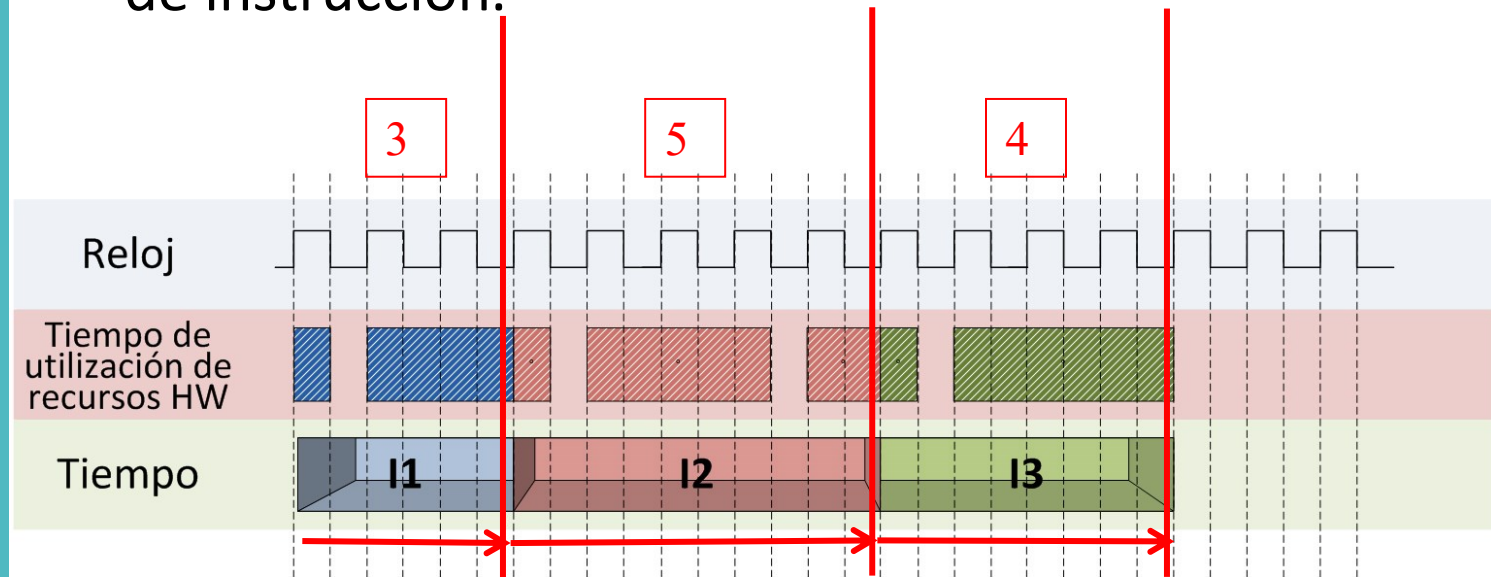 de instrucción.
3
5
4
Reloj
Tiempo de
utilización de
recursos HW
Tiempo
I1
I2
I3